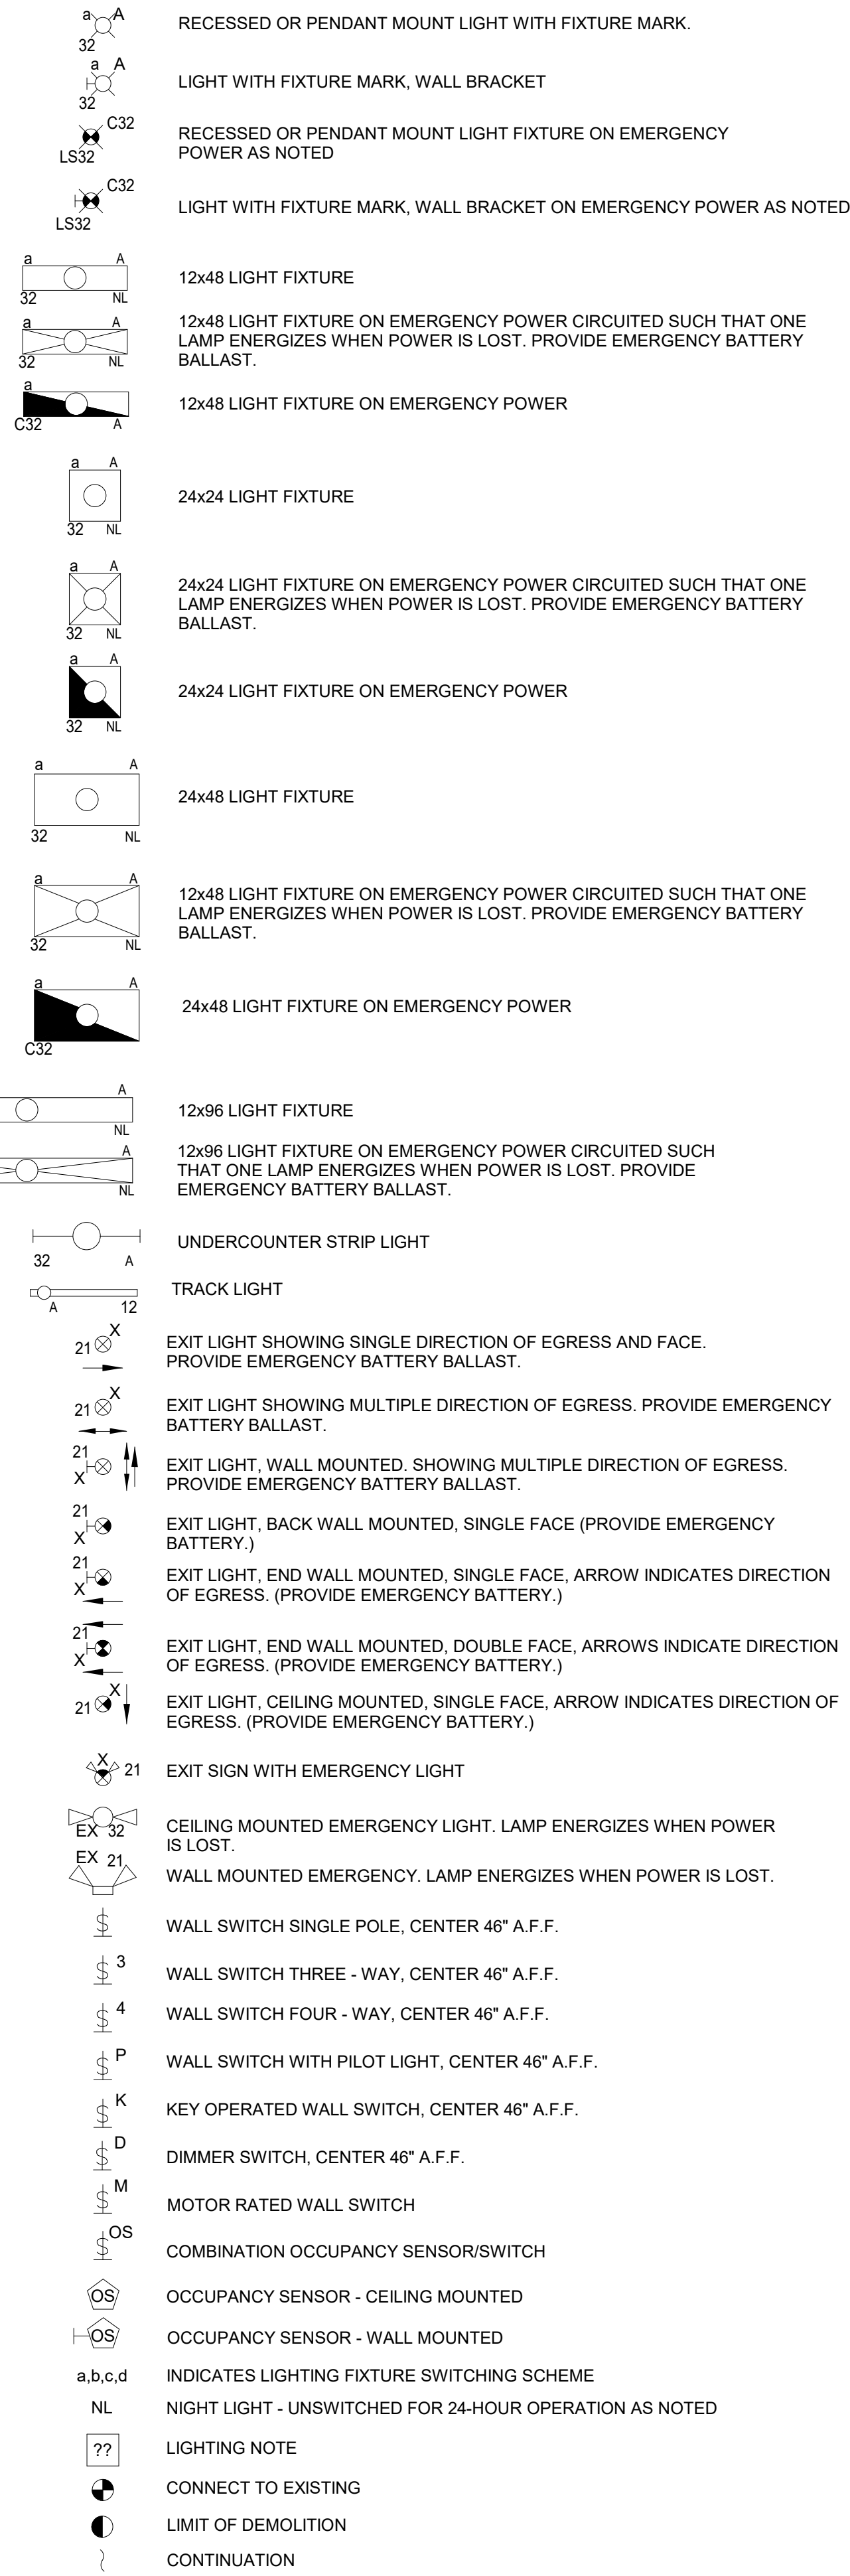 a A
RECESSED OR PENDANT MOUNT LIGHT WITH FIXTURE MARK.
32
a A
LIGHT WITH FIXTURE MARK, WALL BRACKET
32
C32
RECESSED OR PENDANT MOUNT LIGHT FIXTURE ON EMERGENCY
POWER AS NOTED
LS32
C32
LIGHT WITH FIXTURE MARK, WALL BRACKET ON EMERGENCY POWER AS NOTED
LS32
a A
12x48 LIGHT FIXTURE
32 NL
a A
12x48 LIGHT FIXTURE ON EMERGENCY POWER CIRCUITED SUCH THAT ONE
LAMP ENERGIZES WHEN POWER IS LOST. PROVIDE EMERGENCY BATTERY
BALLAST.
32 NL
a
12x48 LIGHT FIXTURE ON EMERGENCY POWER
C32 A
a A
24x24 LIGHT FIXTURE
32 NL
a A
24x24 LIGHT FIXTURE ON EMERGENCY POWER CIRCUITED SUCH THAT ONE
LAMP ENERGIZES WHEN POWER IS LOST. PROVIDE EMERGENCY BATTERY
BALLAST.
32 NL
a A
24x24 LIGHT FIXTURE ON EMERGENCY POWER
32 NL
a A
24x48 LIGHT FIXTURE
32 NL
a A
12x48 LIGHT FIXTURE ON EMERGENCY POWER CIRCUITED SUCH THAT ONE
LAMP ENERGIZES WHEN POWER IS LOST. PROVIDE EMERGENCY BATTERY
BALLAST.
32 NL
a A
24x48 LIGHT FIXTURE ON EMERGENCY POWER
C32
A
12x96 LIGHT FIXTURE
NL
A
12x96 LIGHT FIXTURE ON EMERGENCY POWER CIRCUITED SUCH
THAT ONE LAMP ENERGIZES WHEN POWER IS LOST. PROVIDE
EMERGENCY BATTERY BALLAST.
NL
UNDERCOUNTER STRIP LIGHT
32 A
TRACK LIGHT
A 12
X
21
EXIT LIGHT SHOWING SINGLE DIRECTION OF EGRESS AND FACE.
PROVIDE EMERGENCY BATTERY BALLAST.
X
21
EXIT LIGHT SHOWING MULTIPLE DIRECTION OF EGRESS. PROVIDE EMERGENCY
BATTERY BALLAST.
21
X
EXIT LIGHT, WALL MOUNTED. SHOWING MULTIPLE DIRECTION OF EGRESS.
PROVIDE EMERGENCY BATTERY BALLAST.
21
X
EXIT LIGHT, BACK WALL MOUNTED, SINGLE FACE (PROVIDE EMERGENCY
BATTERY.)
21
X
EXIT LIGHT, END WALL MOUNTED, SINGLE FACE, ARROW INDICATES DIRECTION
OF EGRESS. (PROVIDE EMERGENCY BATTERY.)
21
X
EXIT LIGHT, END WALL MOUNTED, DOUBLE FACE, ARROWS INDICATE DIRECTION
OF EGRESS. (PROVIDE EMERGENCY BATTERY.)
X
21
EXIT LIGHT, CEILING MOUNTED, SINGLE FACE, ARROW INDICATES DIRECTION OF
EGRESS. (PROVIDE EMERGENCY BATTERY.)
X
21
EXIT SIGN WITH EMERGENCY LIGHT
EX 32
CEILING MOUNTED EMERGENCY LIGHT. LAMP ENERGIZES WHEN POWER
IS LOST.
EX 21
WALL MOUNTED EMERGENCY. LAMP ENERGIZES WHEN POWER IS LOST.
$ WALL SWITCH SINGLE POLE, CENTER 46" A.F.F.
$ 3 WALL SWITCH THREE - WAY, CENTER 46" A.F.F.
$ 4 WALL SWITCH FOUR - WAY, CENTER 46" A.F.F.
$ P WALL SWITCH WITH PILOT LIGHT, CENTER 46" A.F.F.
$ K KEY OPERATED WALL SWITCH, CENTER 46" A.F.F.
$ D DIMMER SWITCH, CENTER 46" A.F.F.
$ M MOTOR RATED WALL SWITCH
$ OS COMBINATION OCCUPANCY SENSOR/SWITCH
OS OCCUPANCY SENSOR - CEILING MOUNTED
OS OCCUPANCY SENSOR - WALL MOUNTED
a,b,c,d INDICATES LIGHTING FIXTURE SWITCHING SCHEME
NL NIGHT LIGHT - UNSWITCHED FOR 24-HOUR OPERATION AS NOTED
?? LIGHTING NOTE
CONNECT TO EXISTING
LIMIT OF DEMOLITION
CONTINUATION